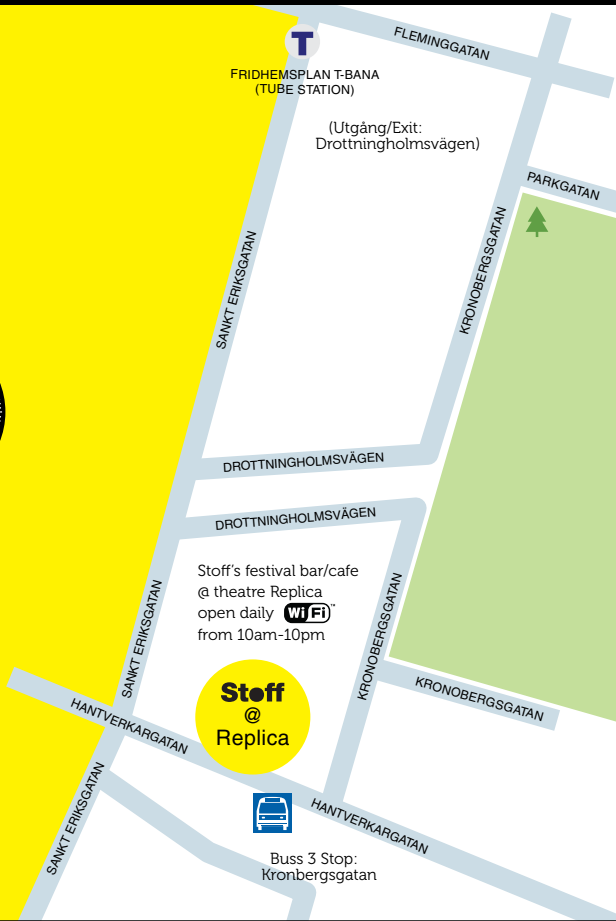 FLEMINGGATAN
T
FRIDHEMSPLAN T-BANA
(TUBE STATION)
(Utgång/Exit:
Drottningholmsvägen)
PARKGATAN
SANKT ERIKSGATAN
KRONOBERGSGATAN
DROTTNINGHOLMSVÄGEN
DROTTNINGHOLMSVÄGEN
Stoff's festival bar/cafe
@ theatre Replica
open daily WiFi™
from 10am-10pm
SANKT ERIKSGATAN
KRONOBERGSGATAN
KRONOBERGSGATAN
Stoff
@
Replica
HANTVERKARGATAN
HANTVERKARGATAN
SANKT ERIKSGATAN
Buss 3 Stop:
Kronbergsgatan